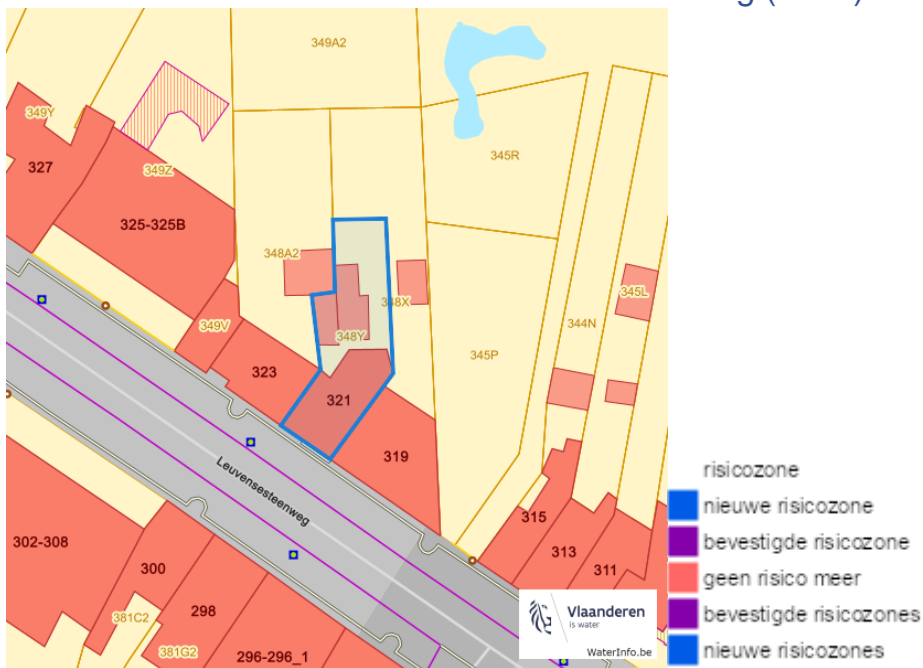 349A2
349Y
327
349Z
345R
325-325B
348A2
348X
345L
349V
348Y
344N
345P
323
321
319
Leuvensesteenweg
315
313
311
302-308
300
298
381C2
381G2
296-296_1
Vlaanderen
is water
WaterInfo.be
risicozone
nieuwe risicozone
bevestigde risicozone
geen risico meer
bevestigde risicozones
nieuwe risicozones